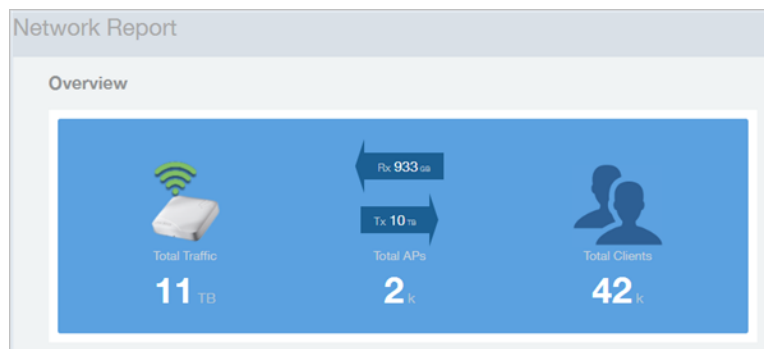 Network Report
Overview
Rx 933 GB
Tx 10 TB
Total Traffic
Total APs
Total Clients
11 TB
2 k
42 k